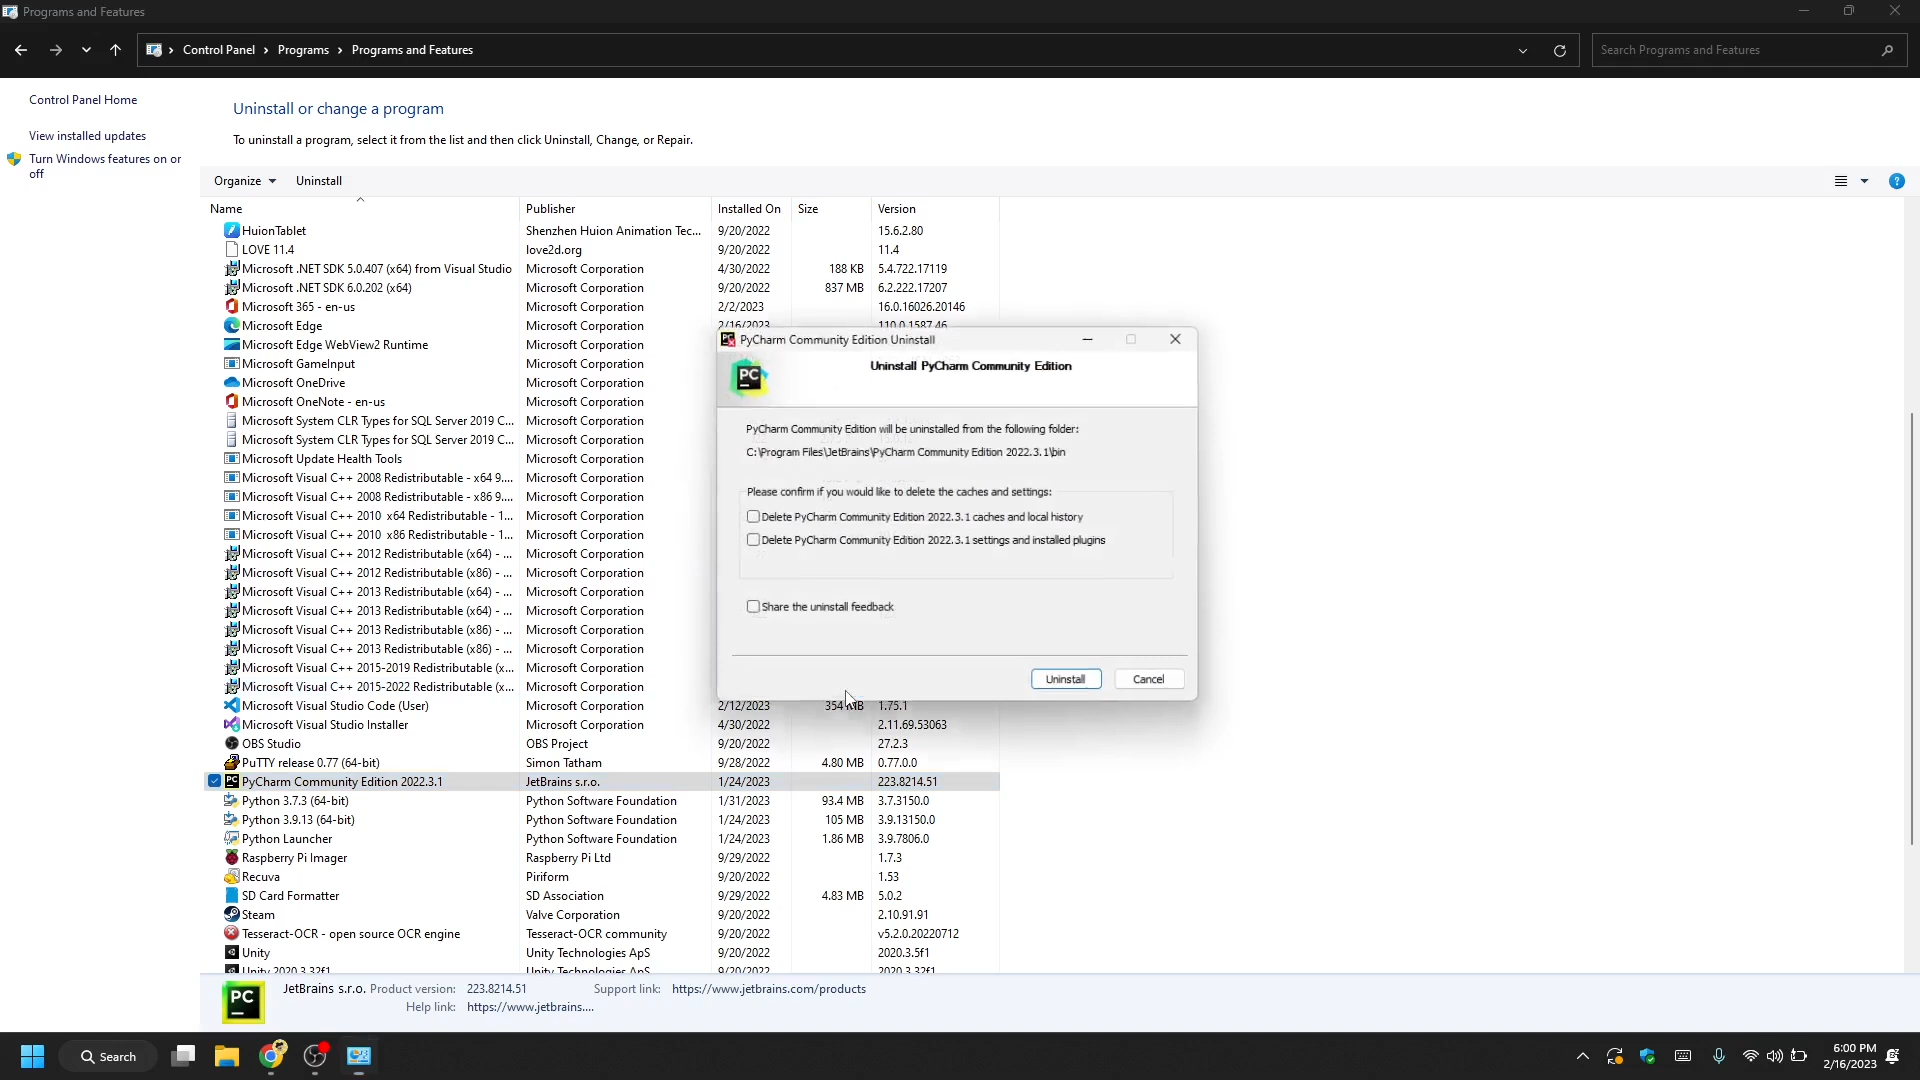 Programs and Features
Control Panel > Programs > Programs and Features
Search Programs and Features
Control Panel Home
View installed updates
Turn Windows features on or
off
Uninstall or change a program
To uninstall a program, select it from the list and then click Uninstall, Change, or Repair.
Organize Uninstall
Name Publisher Installed On Size Version
HuionTablet Shenzhen Huion Animation Tec... 9/20/2022 15.6.2.80
LOVE 11.4 love2d.org 9/20/2022 11.4
Microsoft .NET SDK 5.0.407 (x64) from Visual Studio Microsoft Corporation 4/30/2022 188 KB 5.4.722.17119
Microsoft .NET SDK 6.0.202 (x64) Microsoft Corporation 9/20/2022 837 MB 6.2.222.17207
Microsoft 365 - en-us Microsoft Corporation 2/2/2023 16.0.16026.20146
Microsoft Edge Microsoft Corporation 2/16/2023 110.0.1587.46
Microsoft Edge WebView2 Runtime Microsoft Corporation
Microsoft GameInput Microsoft Corporation
Microsoft OneDrive Microsoft Corporation
Microsoft OneNote - en-us Microsoft Corporation
Microsoft System CLR Types for SQL Server 2019 C... Microsoft Corporation
Microsoft System CLR Types for SQL Server 2019 C... Microsoft Corporation
Microsoft Update Health Tools Microsoft Corporation
Microsoft Visual C++ 2008 Redistributable - x64 9.... Microsoft Corporation
Microsoft Visual C++ 2008 Redistributable - x86 9.... Microsoft Corporation
Microsoft Visual C++ 2010 x64 Redistributable - 1... Microsoft Corporation
Microsoft Visual C++ 2010 x86 Redistributable - 1... Microsoft Corporation
Microsoft Visual C++ 2012 Redistributable (x64) - ... Microsoft Corporation
Microsoft Visual C++ 2012 Redistributable (x86) - ... Microsoft Corporation
Microsoft Visual C++ 2013 Redistributable (x64) - ... Microsoft Corporation
Microsoft Visual C++ 2013 Redistributable (x64) - ... Microsoft Corporation
Microsoft Visual C++ 2013 Redistributable (x86) - ... Microsoft Corporation
Microsoft Visual C++ 2013 Redistributable (x86) - ... Microsoft Corporation
Microsoft Visual C++ 2015-2019 Redistributable (x... Microsoft Corporation
Microsoft Visual C++ 2015-2022 Redistributable (x... Microsoft Corporation
Microsoft Visual Studio Code (User) Microsoft Corporation 2/12/2023 354 MB 1.75.1
Microsoft Visual Studio Installer Microsoft Corporation 4/30/2022 2.11.69.53063
OBS Studio OBS Project 9/20/2022 27.2.3
PuTTY release 0.77 (64-bit) Simon Tatham 9/28/2022 4.80 MB 0.77.0.0
PyCharm Community Edition 2022.3.1 JetBrains s.r.o. 1/24/2023 223.8214.51
Python 3.7.3 (64-bit) Python Software Foundation 1/31/2023 93.4 MB 3.7.3150.0
Python 3.9.13 (64-bit) Python Software Foundation 1/24/2023 105 MB 3.9.13150.0
Python Launcher Python Software Foundation 1/24/2023 1.86 MB 3.9.7806.0
Raspberry Pi Imager Raspberry Pi Ltd 9/29/2022 1.7.3
Recuva Piriform 9/20/2022 1.53
SD Card Formatter SD Association 9/29/2022 4.83 MB 5.0.2
Steam Valve Corporation 9/20/2022 2.10.91.91
Tesseract-OCR - open source OCR engine Tesseract-OCR community 9/20/2022 v5.2.0.20220712
Unity Unity Technologies ApS 9/20/2022 2020.3.5f1
Unity 2020.3.32f1 Unity Technologies ApS 9/20/2022 2020.3.32f1
PyCharm Community Edition Uninstall
PC
Uninstall PyCharm Community Edition
PyCharm Community Edition will be uninstalled from the following folder:
C:\Program Files\JetBrains\PyCharm Community Edition 2022.3.1\bin
Please confirm if you would like to delete the caches and settings:
Delete PyCharm Community Edition 2022.3.1 caches and local history
Delete PyCharm Community Edition 2022.3.1 settings and installed plugins
Share the uninstall feedback
Uninstall Cancel
PC
JetBrains s.r.o. Product version: 223.8214.51 Support link: https://www.jetbrains.com/products
Help link: https://www.jetbrains....
Search
6:00 PM
2/16/2023